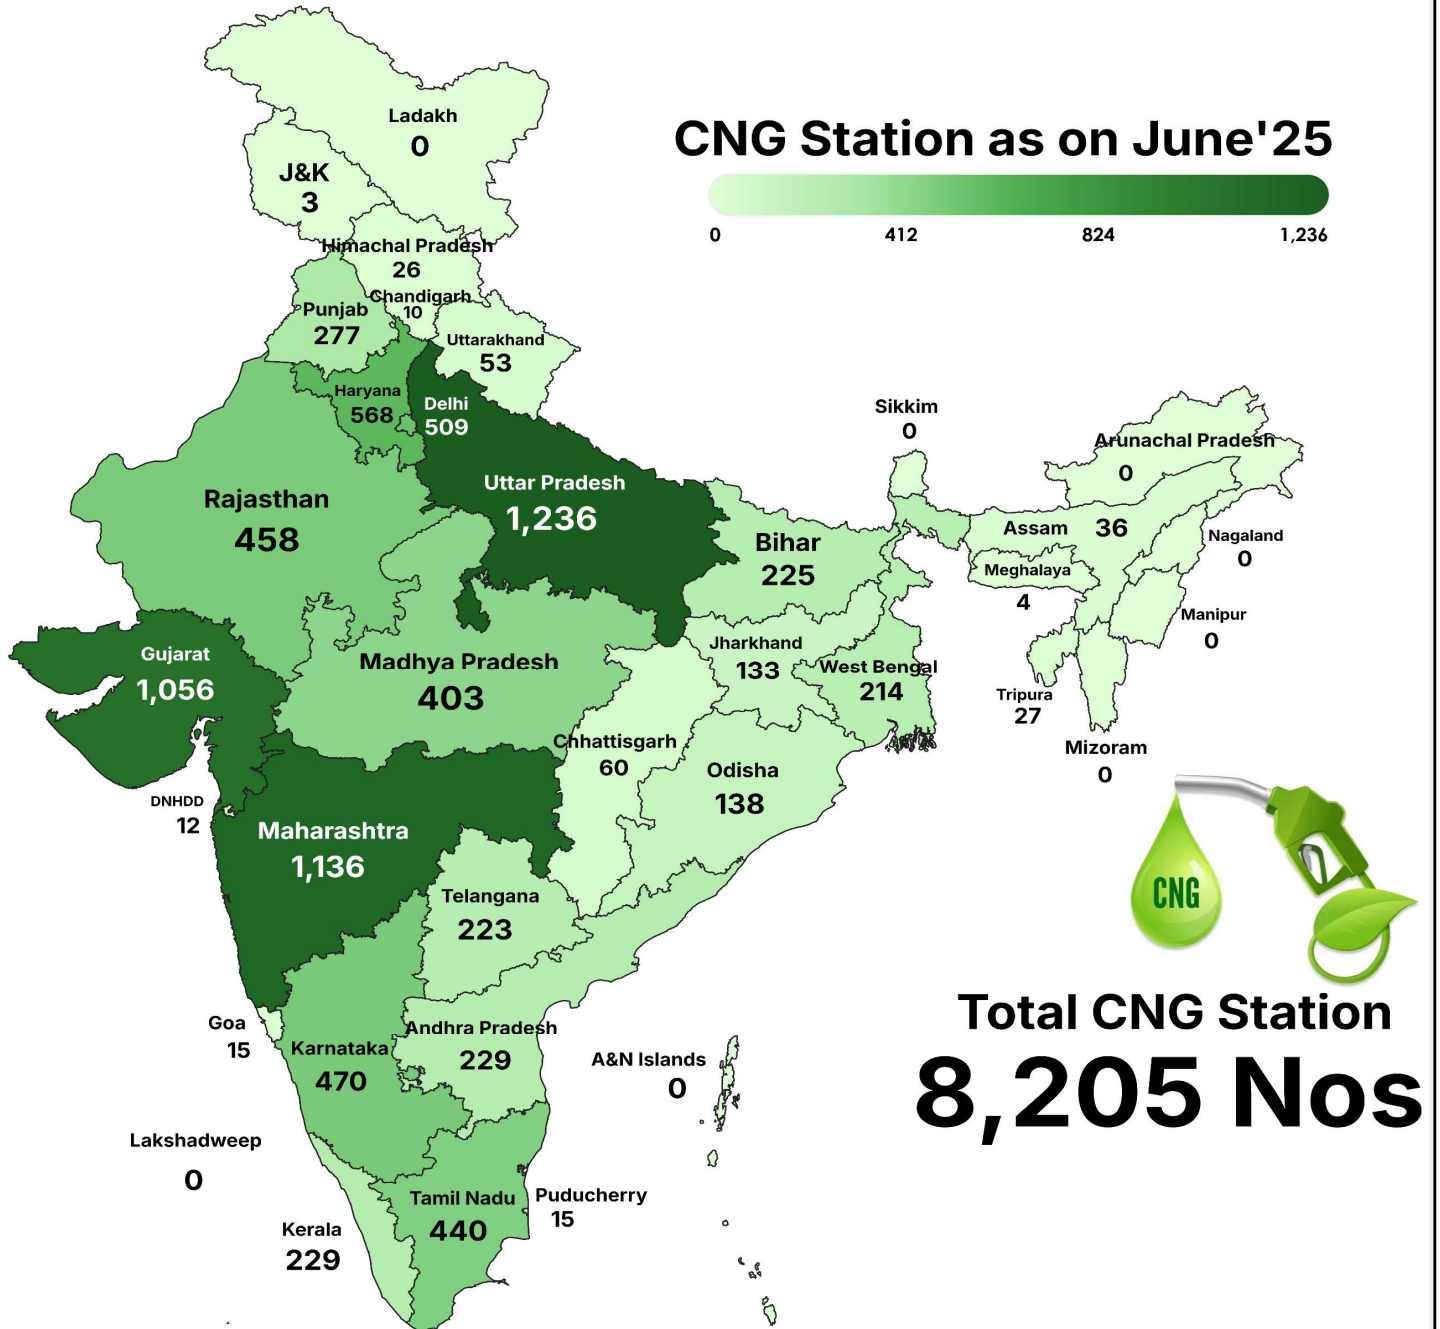 Ladakh
0
CNG Station as on June'25
0 412 824 1,236
J&K
3
Himachal Pradesh
26
Chandigarh
10
Punjab
277
Uttarakhand
53
Haryana
568
Delhi
509
Sikkim
0
Arunachal Pradesh
0
Uttar Pradesh
1,236
Rajasthan
458
Bihar
225
Assam 36
Nagaland
0
Meghalaya
4
Manipur
0
Gujarat
1,056
Madhya Pradesh
403
Jharkhand
133
West Bengal
214
Tripura
27
Mizoram
0
Chhattisgarh
60
Odisha
138
DNHDD
12
Maharashtra
1,136
CNG
Telangana
223
Total CNG Station
8,205 Nos
Goa
15
Karnataka
470
Andhra Pradesh
229
A&N Islands
0
Lakshadweep
0
Kerala
229
Tamil Nadu
440
Puducherry
15